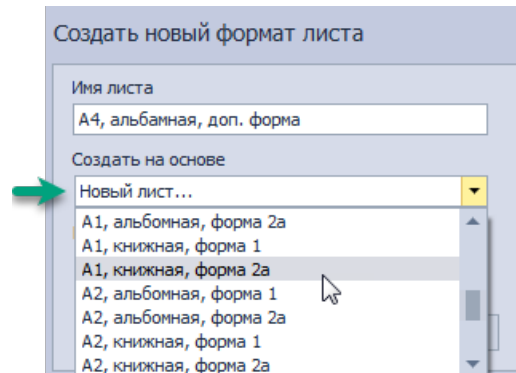 Создать новый формат листа
Имя листа
А4, альбамная, доп. форма
Создать на основе
Новый лист...
А1, альбомная, форма 2а
А1, книжная, форма 1
А1, книжная, форма 2а
А2, альбомная, форма 1
А2, альбомная, форма 2а
А2, книжная, форма 1
А2, книжная, форма 2а